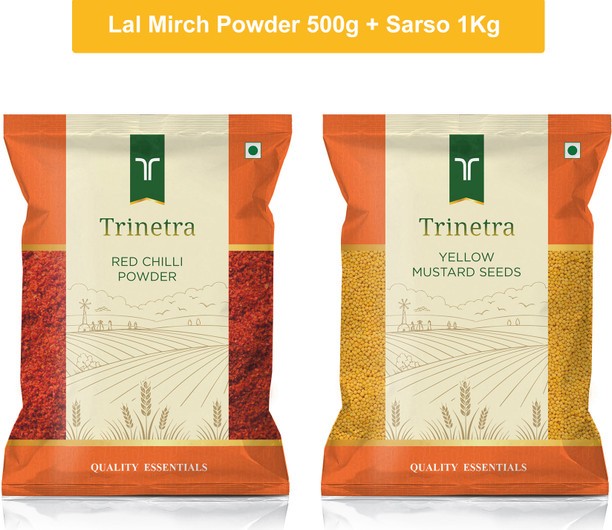 Lal Mirch Powder 500g + Sarso 1Kg
Trinetra
RED CHILLI
POWDER
QUALITY ESSENTIALS
Trinetra
YELLOW
MUSTARD SEEDS
QUALITY ESSENTIALS